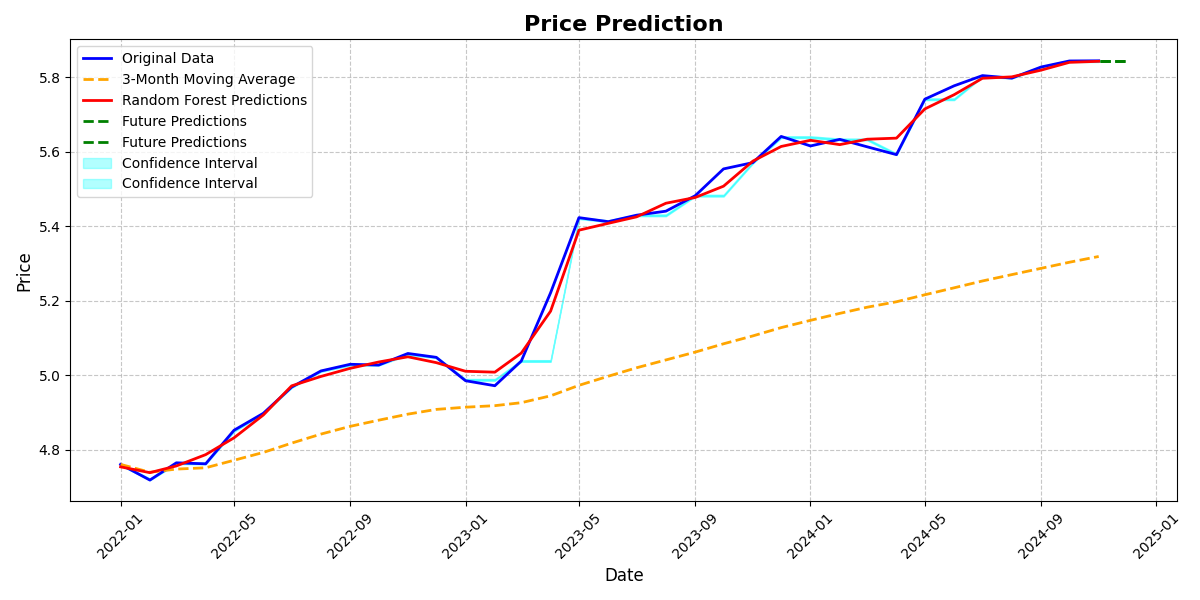 Price Prediction
Original Data
3-Month Moving Average
Random Forest Predictions
Future Predictions
Future Predictions
Confidence Interval
Confidence Interval
Price
5.8
5.6
5.4
5.2
5.0
4.8
2022-01
2022-05
2022-09
2023-01
2023-05
2023-09
2024-01
2024-05
2024-09
2025-01
Date